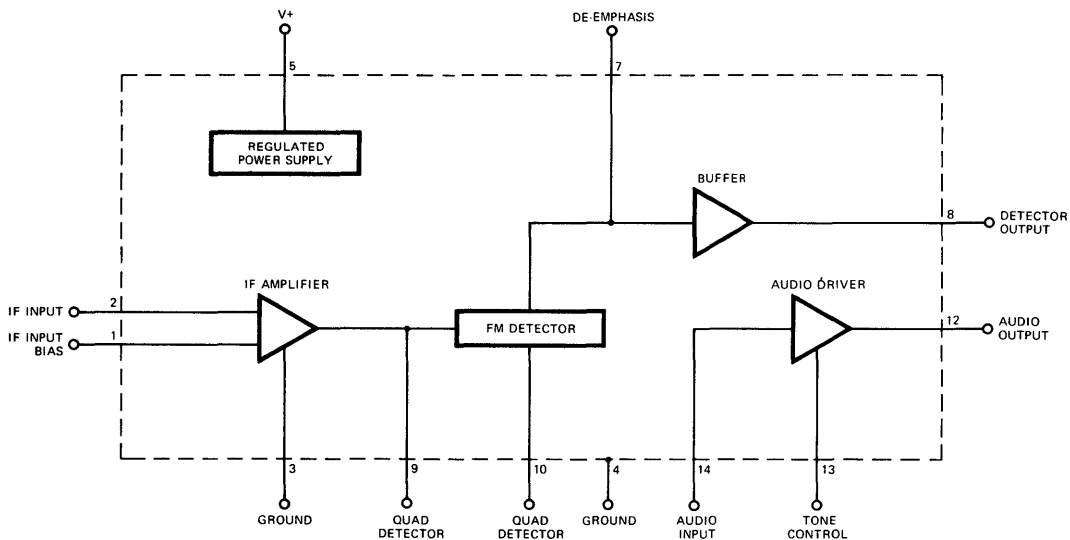 V+
DE-EMPHASIS
5
7
REGULATED
POWER SUPPLY
BUFFER
8
DETECTOR
OUTPUT
IF AMPLIFIER
AUDIO DRIVER
2
IF INPUT
1
IF INPUT
BIAS
FM DETECTOR
12
AUDIO
OUTPUT
3
9
10
4
14
13
GROUND
QUAD
DETECTOR
QUAD
DETECTOR
GROUND
AUDIO
INPUT
TONE
CONTROL